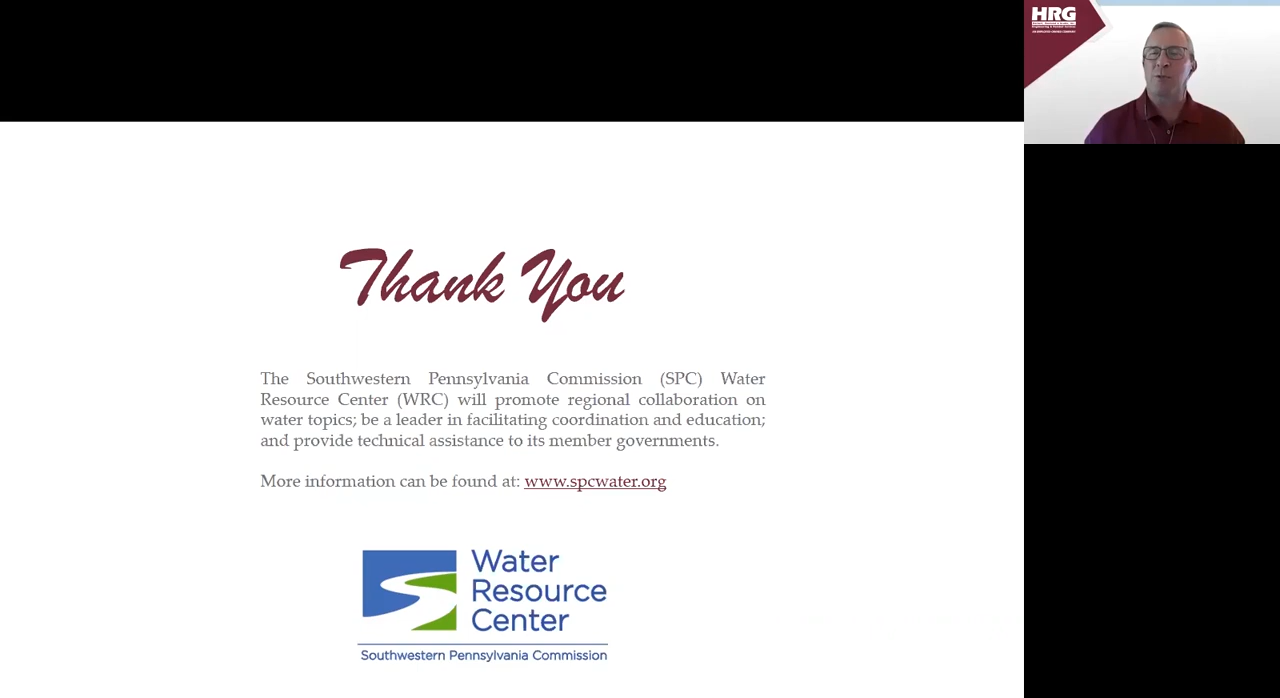 HRG
Thank You
The Southwestern Pennsylvania Commission (SPC) Water
Resource Center (WRC) will promote regional collaboration on
water topics; be a leader in facilitating coordination and education;
and provide technical assistance to its member governments.
More information can be found at: www.spcwater.org
Water
Resource
Center
Southwestern Pennsylvania Commission